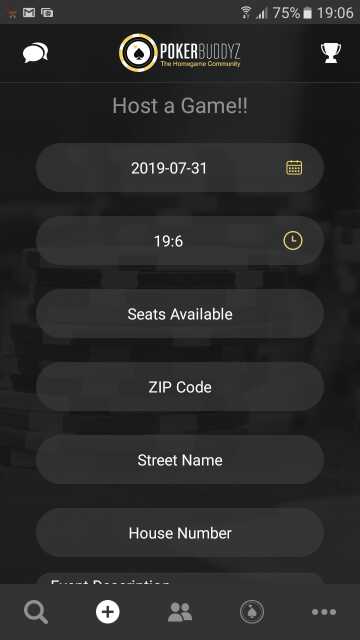 75% 19:06
POKERBUDDYZ
The Homegame Community
Host a Game!!
2019-07-31
19:6
Seats Available
ZIP Code
Street Name
House Number
Event Description